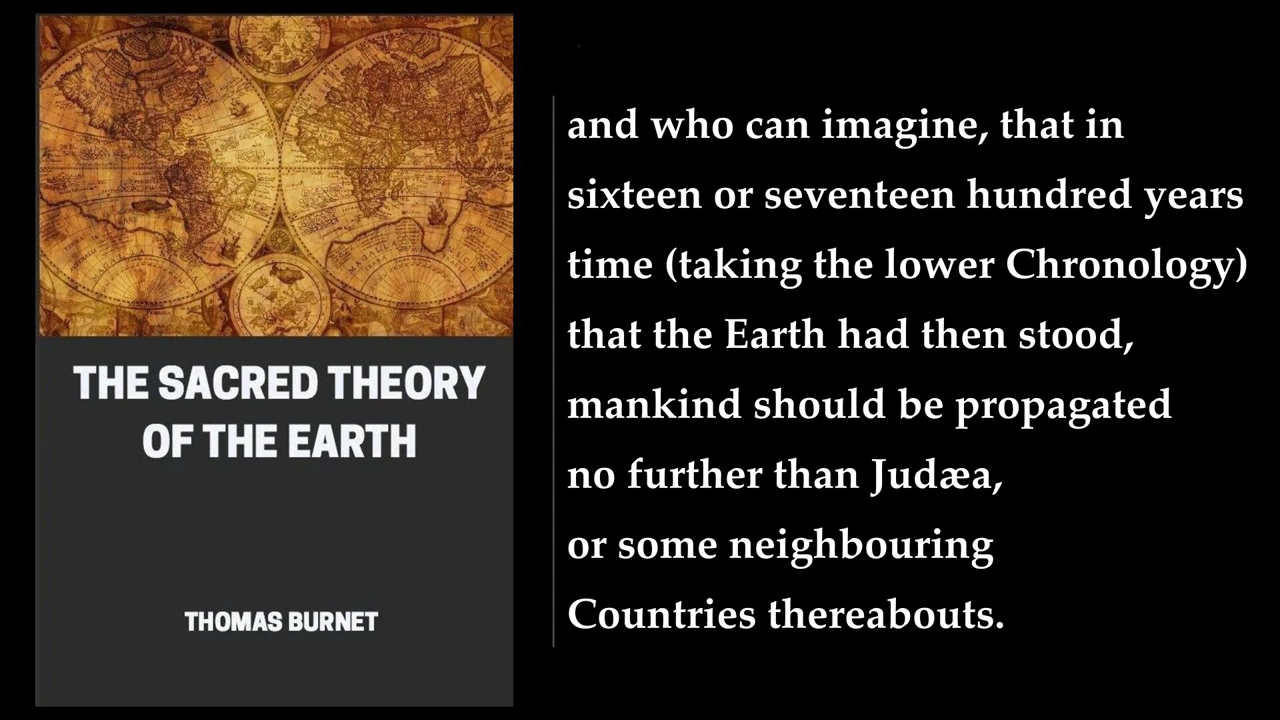 THE SACRED THEORY
OF THE EARTH
THOMAS BURNET
and who can imagine, that in
sixteen or seventeen hundred years
time (taking the lower Chronology)
that the Earth had then stood,
mankind should be propagated
no further than Judæa,
or some neighbouring
Countries thereabouts.